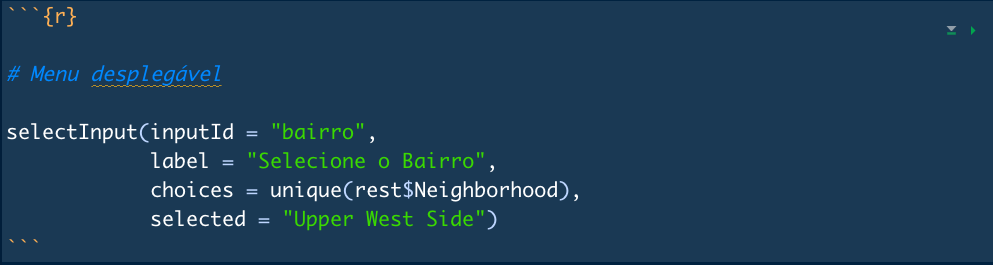 ```{r}
# Menu desplegável
selectInput(inputId = "bairro",
            label = "Selecione o Bairro",
            choices = unique(rest$Neighborhood),
            selected = "Upper West Side")
```